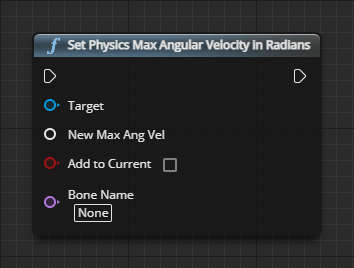 Set Physics Max Angular Velocity in Radians
Target
New Max Ang Vel
Add to Current
Bone Name
None